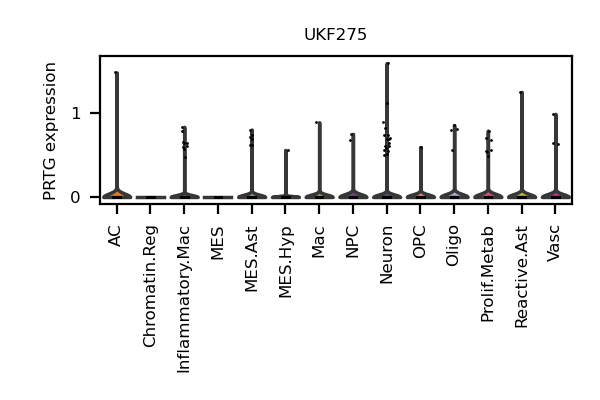 UKF275
PRTG expression
1
0
AC
Chromatin.Reg
Inflammatory.Mac
MES
MES.Ast
MES.Hyp
Mac
NPC
Neuron
OPC
Oligo
Prolif.Metab
Reactive.Ast
Vasc